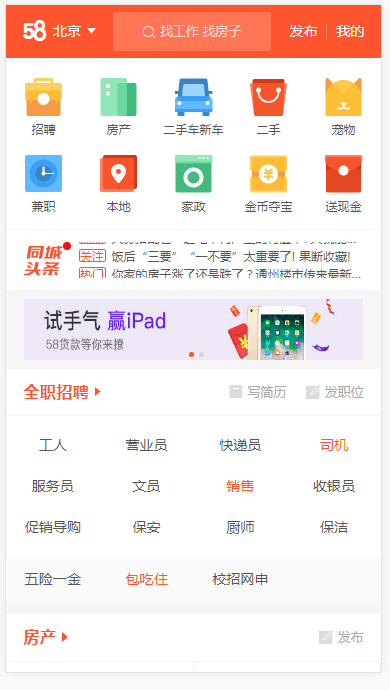 58 北京 找工作 找房子 发布 我的
招聘 房产 二手车新车 二手 宠物
兼职 本地 家政 金币夺宝 送现金
同城
头条
关注 饭后“三要”“一不要”太重要了! 果断收藏!
热门 你家的房子涨了还是跌了？通州楼市传来最新...
试手气 赢iPad
58贷款等你来撩
全职招聘 写简历 发职位
工人 营业员 快递员 司机
服务员 文员 销售 收银员
促销导购 保安 厨师 保洁
五险一金 包吃住 校招网申
房产 发布